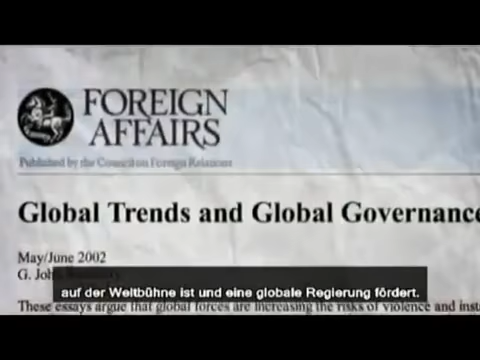 FOREIGN
AFFAIRS
Published by the Council on Foreign Relations
Global Trends and Global Governance
May/June 2002
G. Joh
auf der Weltbühne ist und eine globale Regierung fördert.
These essays argue that global forces are increasing the risks of violence and inst